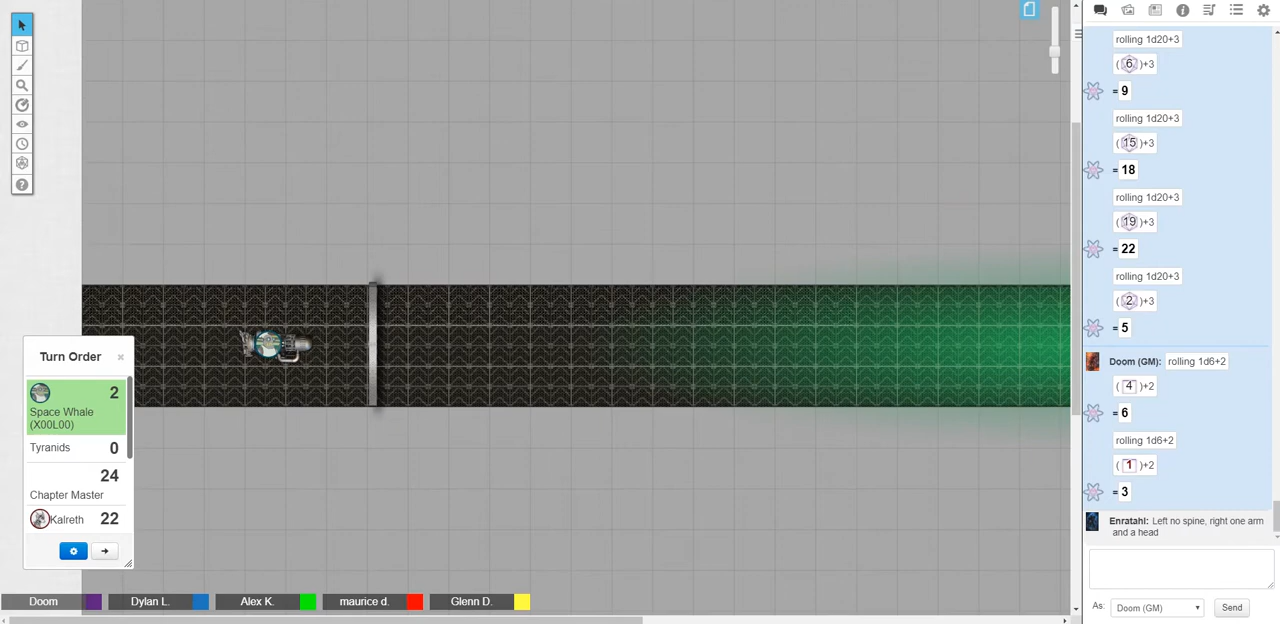 rolling 1d20+3
(6)+3
= 9
rolling 1d20+3
(15)+3
= 18
rolling 1d20+3
(19)+3
= 22
rolling 1d20+3
(2)+3
= 5
Doom (GM): rolling 1d6+2
(4)+2
= 6
rolling 1d6+2
(1)+2
= 3
Enratahl: Left no spine, right one arm
and a head
As: Doom (GM) Send
Turn Order ×
2
Space Whale
(X00L00)
Tyranids 0
24
Chapter Master
Kalreth 22
Doom Dylan L. Alex K. maurice d. Glenn D.